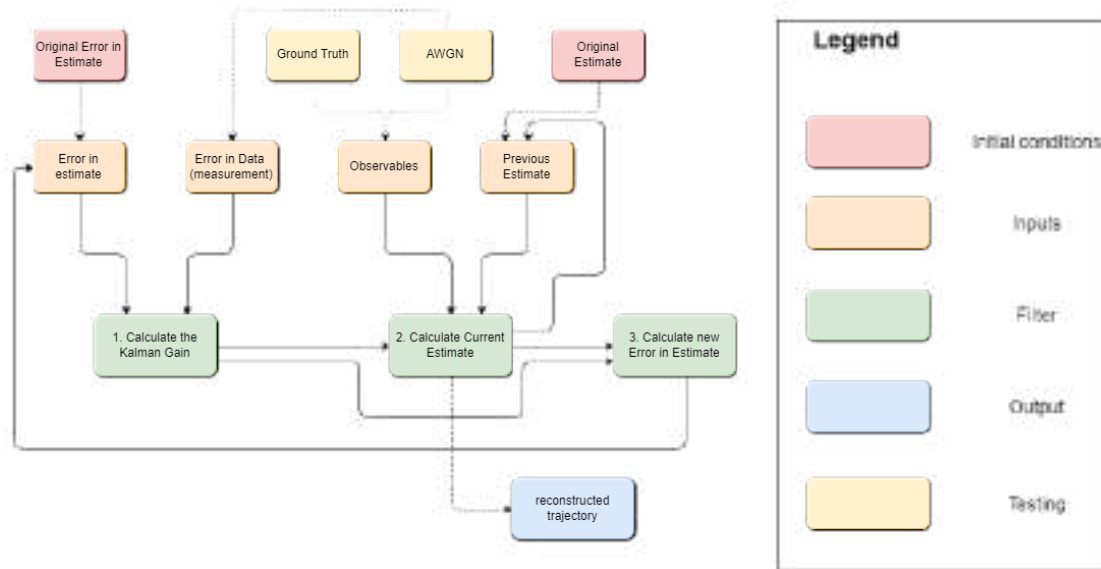 Original Error in
Estimate
Ground Truth
AWGN
Original
Estimate
Error in
estimate
Error in Data
(measurement)
Observables
Previous
Estimate
1. Calculate the
Kalman Gain
2. Calculate Current
Estimate
3. Calculate new
Error in Estimate
reconstructed
trajectory
Legend
Initial conditions
Inputs
Filter
Output
Testing